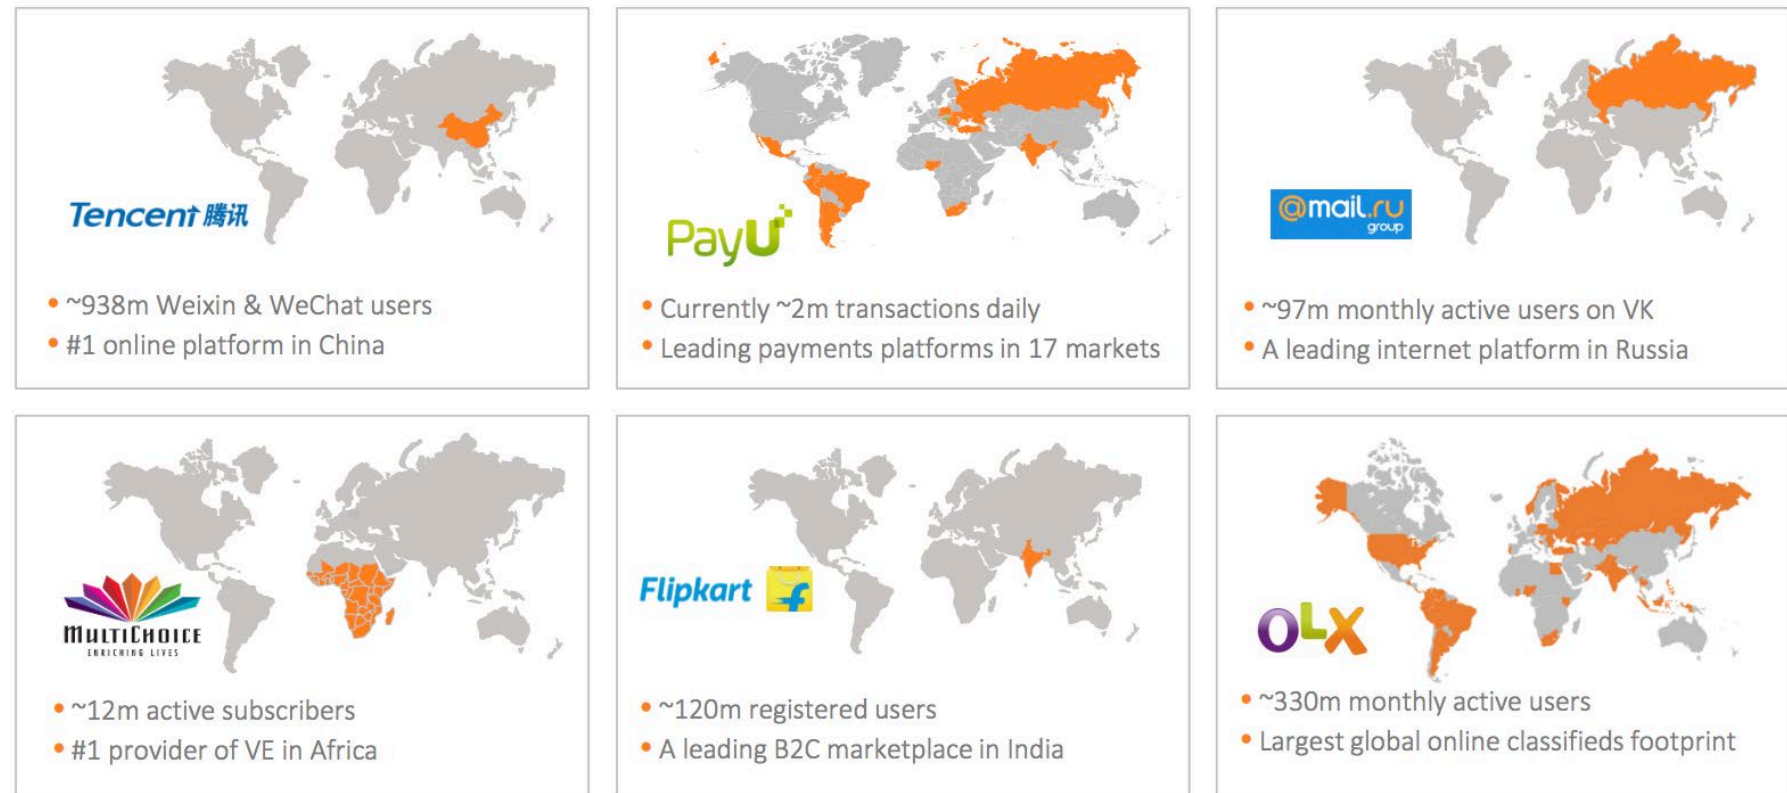 Tencent 腾讯
• ~938m Weixin & WeChat users
• #1 online platform in China
PayU
• Currently ~2m transactions daily
• Leading payments platforms in 17 markets
@mail.ru
group
• ~97m monthly active users on VK
• A leading internet platform in Russia
MULTICHOICE
ENRICHING LIVES
• ~12m active subscribers
• #1 provider of VE in Africa
Flipkart f
• ~120m registered users
• A leading B2C marketplace in India
OLX
• ~330m monthly active users
• Largest global online classifieds footprint